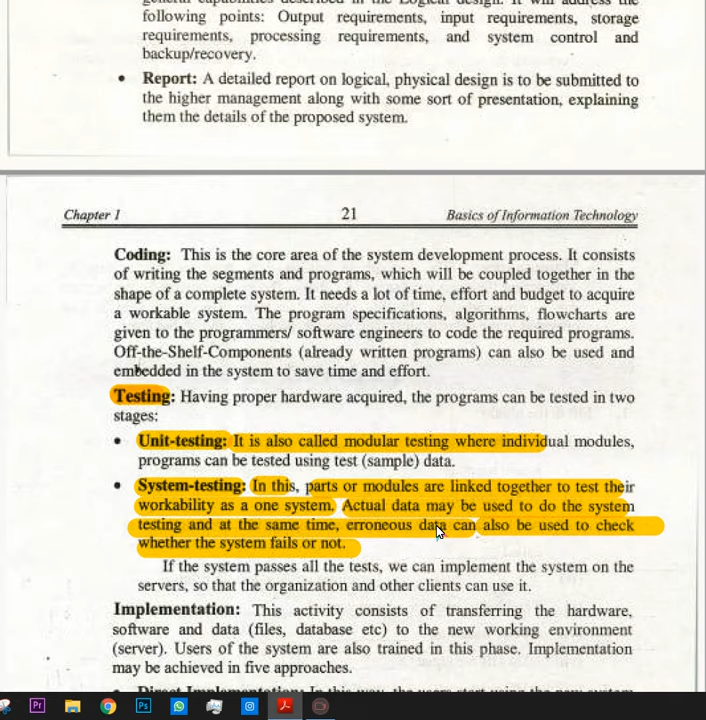 following points: Output requirements, input requirements, storage
requirements, processing requirements, and system control and
backup/recovery.
• Report: A detailed report on logical, physical design is to be submitted to
the higher management along with some sort of presentation, explaining
them the details of the proposed system.
Chapter 1 21 Basics of Information Technology
Coding: This is the core area of the system development process. It consists
of writing the segments and programs, which will be coupled together in the
shape of a complete system. It needs a lot of time, effort and budget to acquire
a workable system. The program specifications, algorithms, flowcharts are
given to the programmers/ software engineers to code the required programs.
Off-the-Shelf-Components (already written programs) can also be used and
embedded in the system to save time and effort.
Testing: Having proper hardware acquired, the programs can be tested in two
stages:
• Unit-testing: It is also called modular testing where individual modules,
programs can be tested using test (sample) data.
• System-testing: In this, parts or modules are linked together to test their
workability as a one system. Actual data may be used to do the system
testing and at the same time, erroneous data can also be used to check
whether the system fails or not.
If the system passes all the tests, we can implement the system on the
servers, so that the organization and other clients can use it.
Implementation: This activity consists of transferring the hardware,
software and data (files, database etc) to the new working environment
(server). Users of the system are also trained in this phase. Implementation
may be achieved in five approaches.
Pr Ps